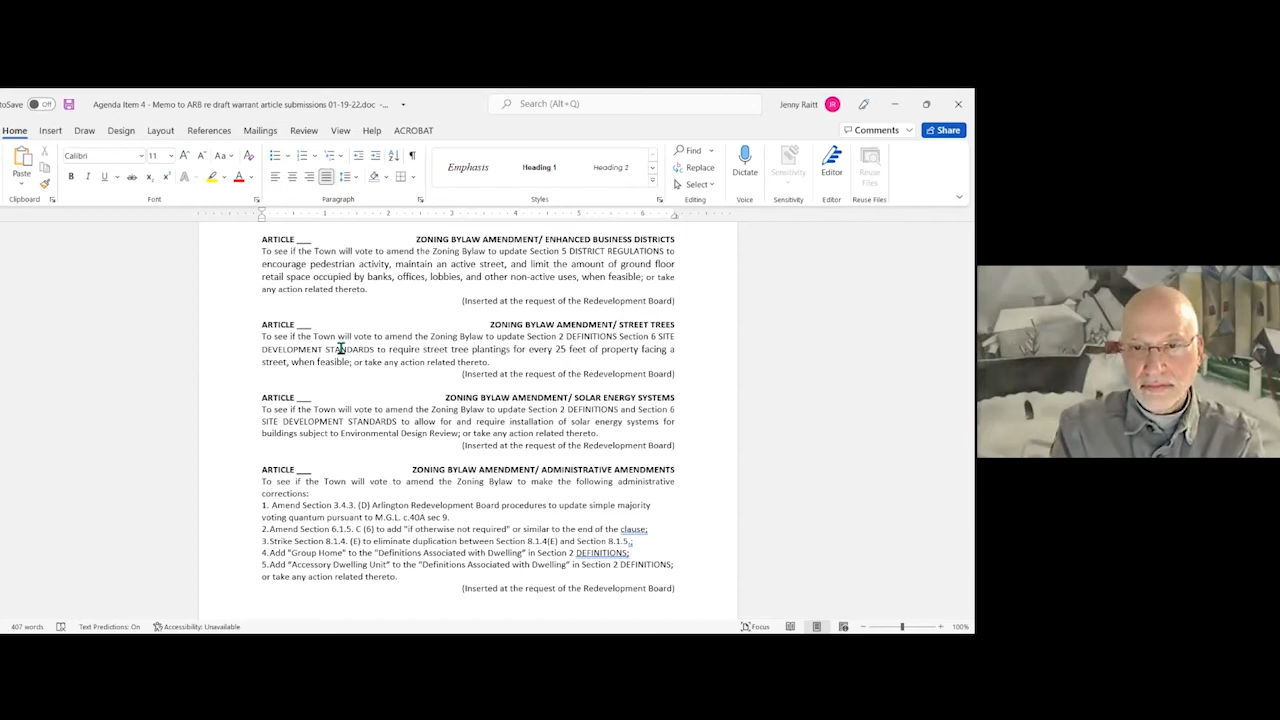 toSave Off Agenda Item 4 - Memo to ARB re draft warrant article submissions 01-19-22.doc -... Search (Alt+Q) Jenny Raitt JR
Home Insert Draw Design Layout References Mailings Review View Help ACROBAT Comments Share
Calibri 11 Aa Emphasis Heading 1 Heading 2 Find
Paste Replace Dictate Sensitivity Editor Reuse Files
B I U ab x₂ x² A A Select
Clipboard Font Paragraph Styles Editing Voice Sensitivity Editor Reuse Files
1 2 3 4 5 6
ARTICLE ___ ZONING BYLAW AMENDMENT/ ENHANCED BUSINESS DISTRICTS
To see if the Town will vote to amend the Zoning Bylaw to update Section 5 DISTRICT REGULATIONS to
encourage pedestrian activity, maintain an active street, and limit the amount of ground floor
retail space occupied by banks, offices, lobbies, and other non-active uses, when feasible; or take
any action related thereto.
(Inserted at the request of the Redevelopment Board)
ARTICLE ___ ZONING BYLAW AMENDMENT/ STREET TREES
To see if the Town will vote to amend the Zoning Bylaw to update Section 2 DEFINITIONS Section 6 SITE
DEVELOPMENT STANDARDS to require street tree plantings for every 25 feet of property facing a
street, when feasible; or take any action related thereto.
(Inserted at the request of the Redevelopment Board)
ARTICLE ___ ZONING BYLAW AMENDMENT/ SOLAR ENERGY SYSTEMS
To see if the Town will vote to amend the Zoning Bylaw to update Section 2 DEFINITIONS and Section 6
SITE DEVELOPMENT STANDARDS to allow for and require installation of solar energy systems for
buildings subject to Environmental Design Review; or take any action related thereto.
(Inserted at the request of the Redevelopment Board)
ARTICLE ___ ZONING BYLAW AMENDMENT/ ADMINISTRATIVE AMENDMENTS
To see if the Town will vote to amend the Zoning Bylaw to make the following administrative
corrections:
1. Amend Section 3.4.3. (D) Arlington Redevelopment Board procedures to update simple majority
voting quantum pursuant to M.G.L. c.40A sec 9.
2.Amend Section 6.1.5. C (6) to add "if otherwise not required" or similar to the end of the clause;
3.Strike Section 8.1.4. (E) to eliminate duplication between Section 8.1.4(E) and Section 8.1.5.;
4.Add "Group Home" to the "Definitions Associated with Dwelling" in Section 2 DEFINITIONS;
5.Add "Accessory Dwelling Unit" to the "Definitions Associated with Dwelling" in Section 2 DEFINITIONS;
or take any action related thereto.
(Inserted at the request of the Redevelopment Board)
407 words Text Predictions: On Accessibility: Unavailable Focus 100%